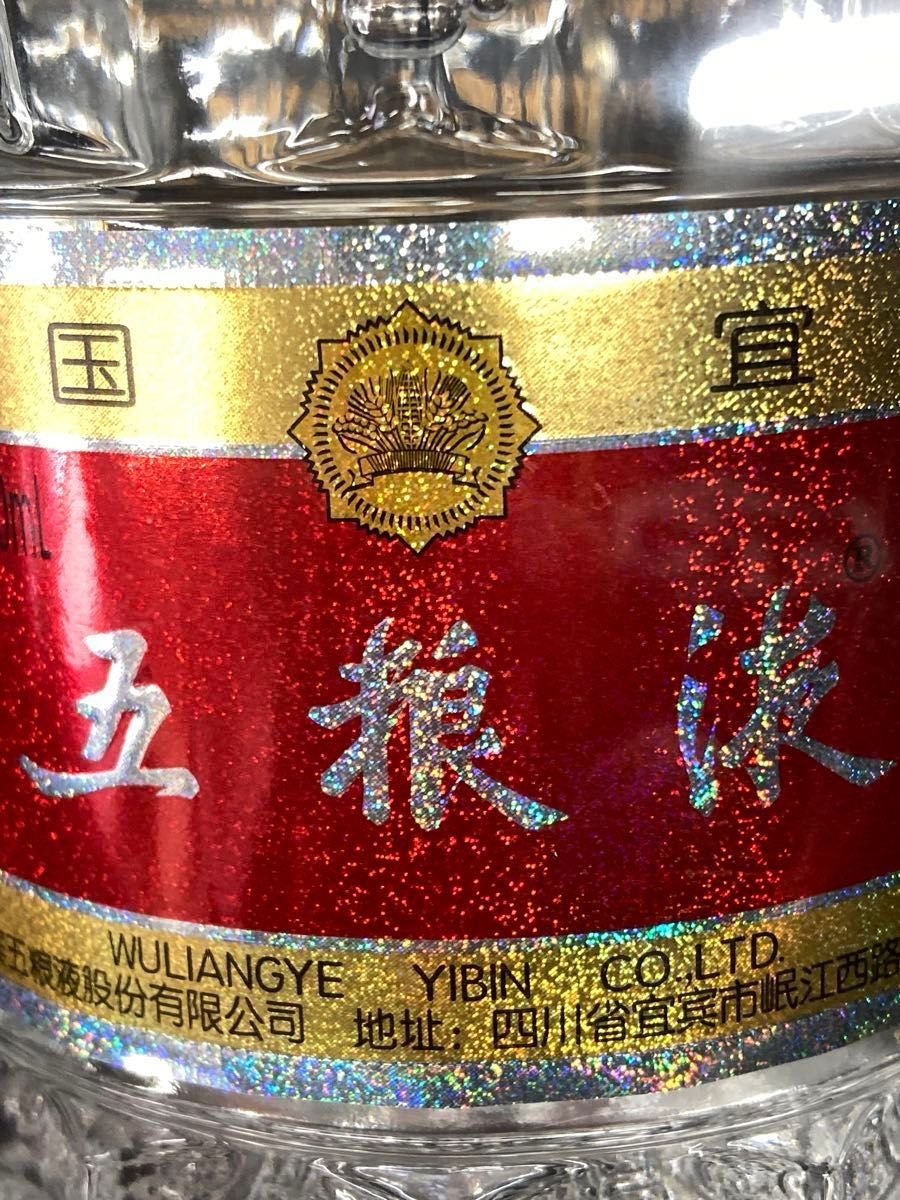 国 宜
mL
®
五粮液
WULIANGYE YIBIN CO.,LTD.
五粮液股份有限公司 地址：四川省宜宾市岷江西路